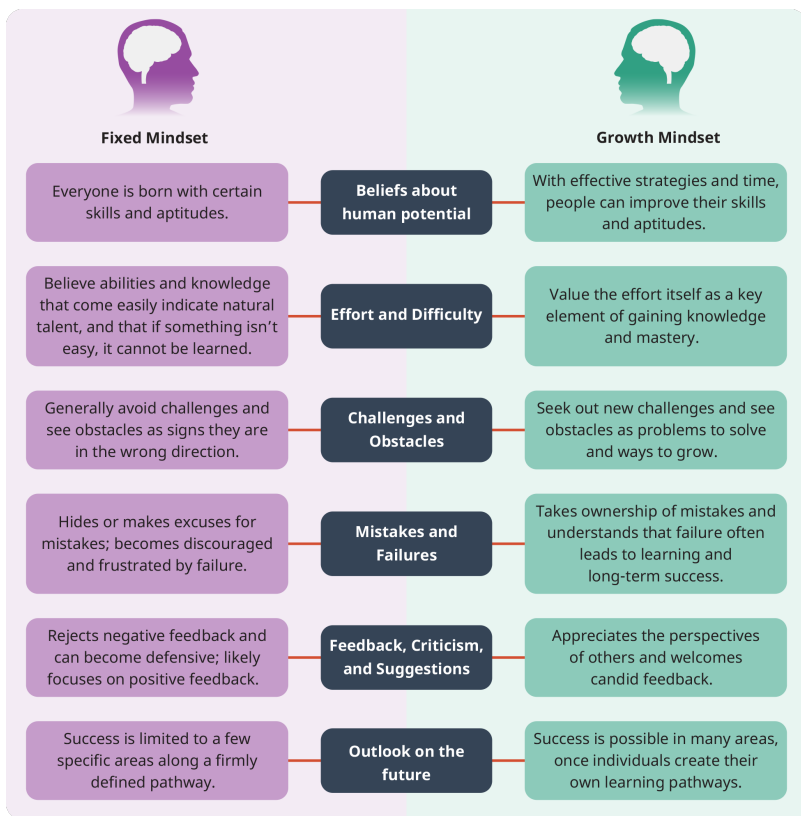 Fixed Mindset
Growth Mindset
Everyone is born with certain
skills and aptitudes.
Beliefs about
human potential
With effective strategies and time,
people can improve their skills
and aptitudes.
Believe abilities and knowledge
that come easily indicate natural
talent, and that if something isn’t
easy, it cannot be learned.
Effort and Difficulty
Value the effort itself as a key
element of gaining knowledge
and mastery.
Generally avoid challenges and
see obstacles as signs they are
in the wrong direction.
Challenges and
Obstacles
Seek out new challenges and see
obstacles as problems to solve
and ways to grow.
Hides or makes excuses for
mistakes; becomes discouraged
and frustrated by failure.
Mistakes and
Failures
Takes ownership of mistakes and
understands that failure often
leads to learning and
long-term success.
Rejects negative feedback and
can become defensive; likely
focuses on positive feedback.
Feedback, Criticism,
and Suggestions
Appreciates the perspectives
of others and welcomes
candid feedback.
Success is limited to a few
specific areas along a firmly
defined pathway.
Outlook on the
future
Success is possible in many areas,
once individuals create their
own learning pathways.